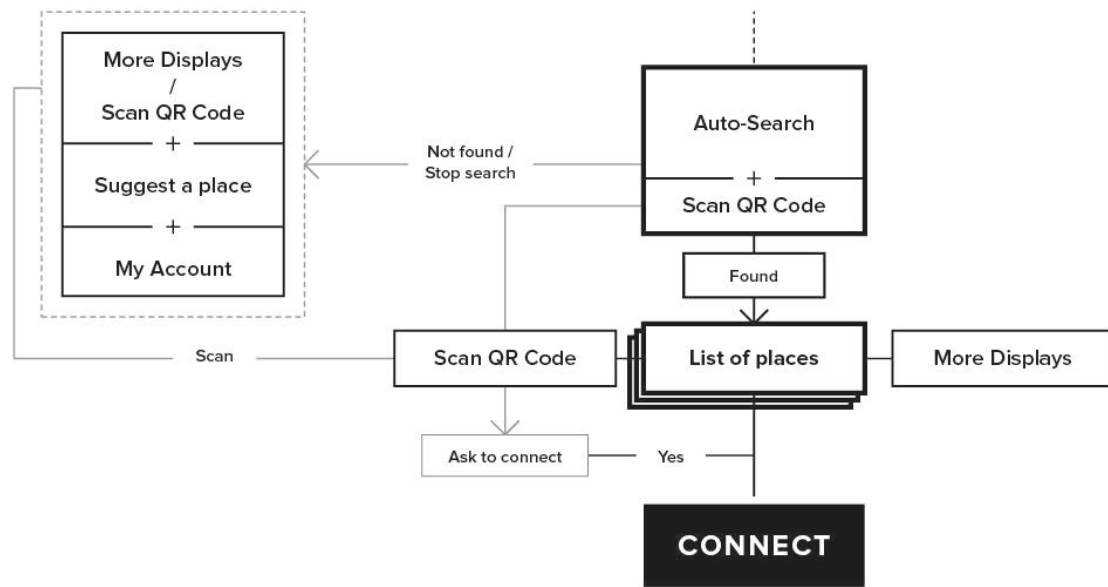 More Displays
/
Scan QR Code
+
Suggest a place
+
My Account
Auto-Search
+
Scan QR Code
Not found /
Stop search
Found
Scan
Scan QR Code
List of places
More Displays
Ask to connect
Yes
CONNECT